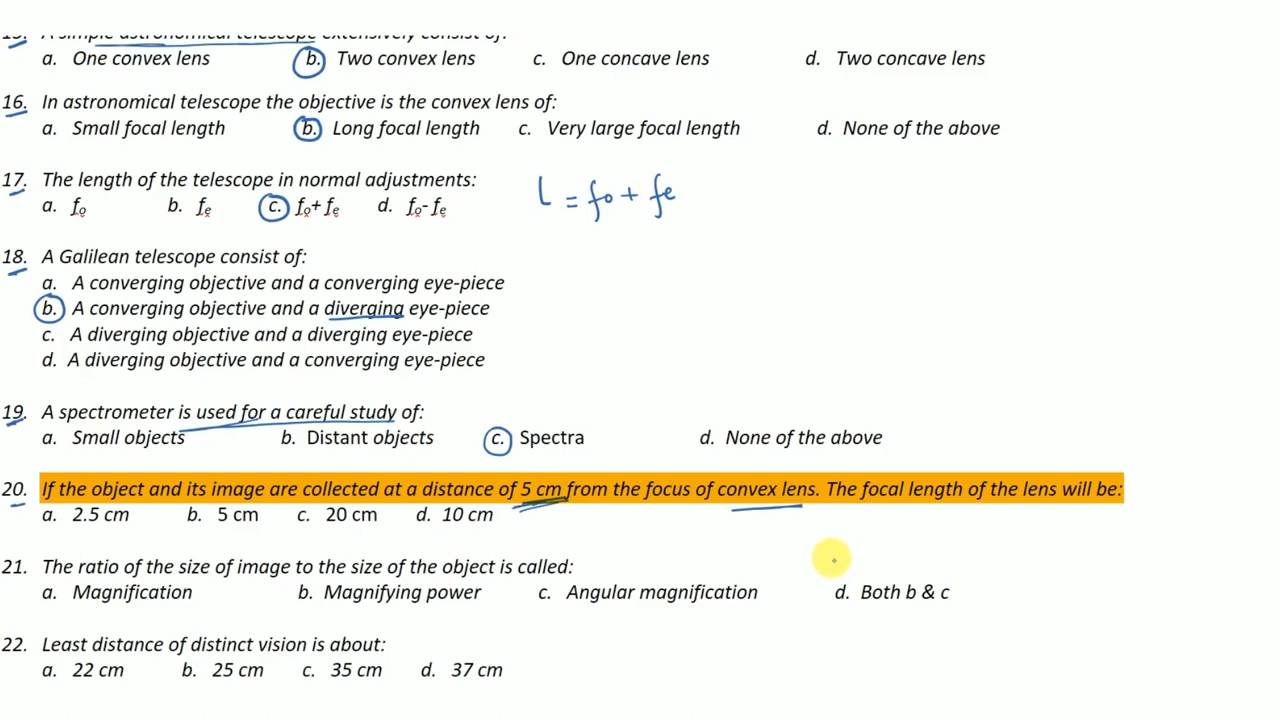 15. A simple astronomical telescope extensively consist of:
a. One convex lens b. Two convex lens c. One concave lens d. Two concave lens
16. In astronomical telescope the objective is the convex lens of:
a. Small focal length b. Long focal length c. Very large focal length d. None of the above
17. The length of the telescope in normal adjustments:
L = fo + fe
a. fo b. fe c. fo+ fe d. fo- fe
18. A Galilean telescope consist of:
a. A converging objective and a converging eye-piece
b. A converging objective and a diverging eye-piece
c. A diverging objective and a diverging eye-piece
d. A diverging objective and a converging eye-piece
19. A spectrometer is used for a careful study of:
a. Small objects b. Distant objects c. Spectra d. None of the above
20. If the object and its image are collected at a distance of 5 cm from the focus of convex lens. The focal length of the lens will be:
a. 2.5 cm b. 5 cm c. 20 cm d. 10 cm
21. The ratio of the size of image to the size of the object is called:
a. Magnification b. Magnifying power c. Angular magnification d. Both b & c
22. Least distance of distinct vision is about:
a. 22 cm b. 25 cm c. 35 cm d. 37 cm